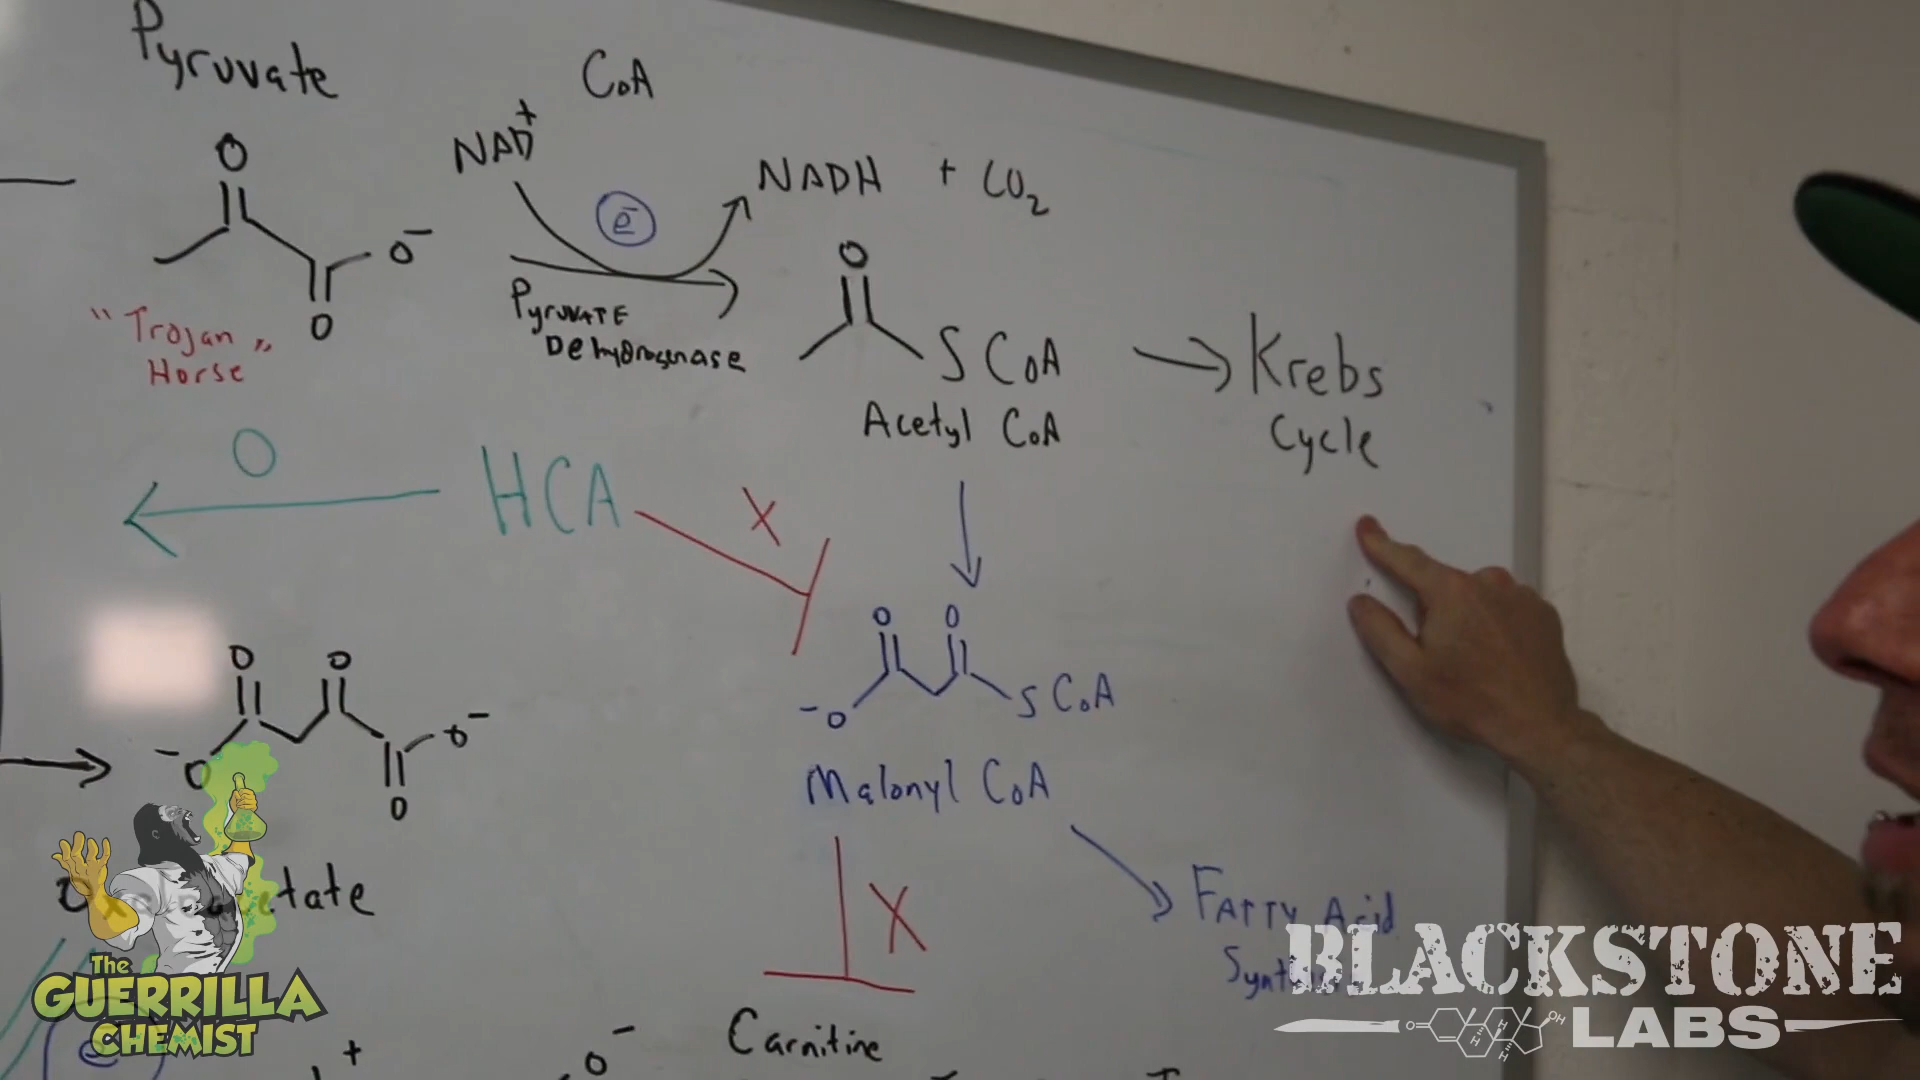 Pyruvate
CoA
NAD+
NADH + CO2
e-
O
O-
O
Pyruvate
Dehydrogenase
"Trojan"
Horse
O
S CoA
Acetyl CoA
Krebs
Cycle
O
HCA
X
O
O
-O
O-
O
O
O
-O
S CoA
Malonyl CoA
X
Fatty Acid
Carnitine
+
O-
The
GUERRILLA
CHEMIST
BLACKSTONE
LABS
OH
O
H
H
H